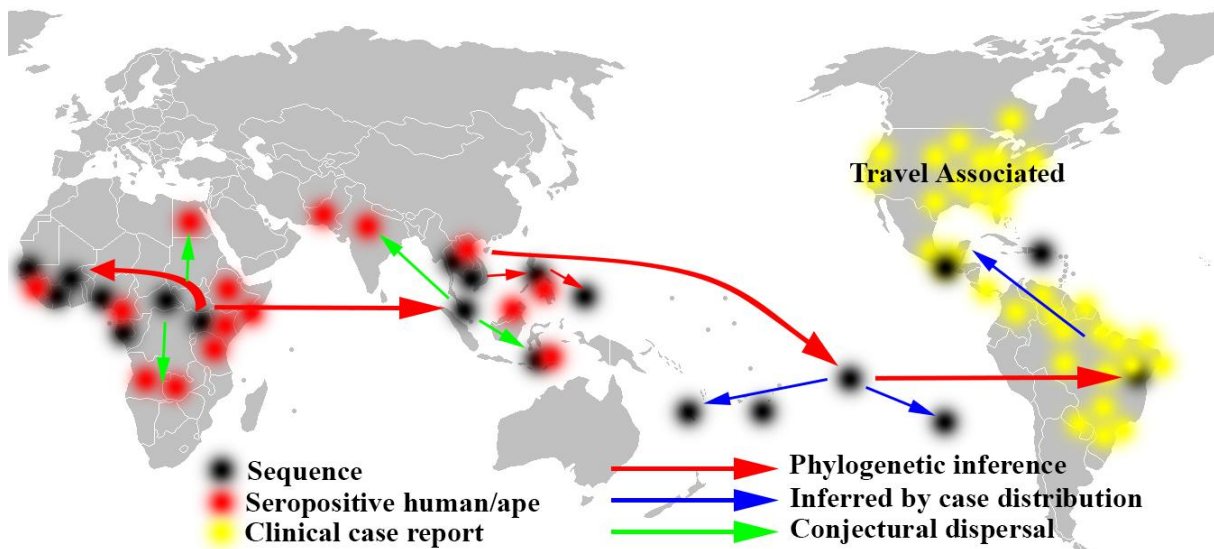 Travel Associated
Sequence
Seropositive human/ape
Clinical case report
Phylogenetic inference
Inferred by case distribution
Conjectural dispersal